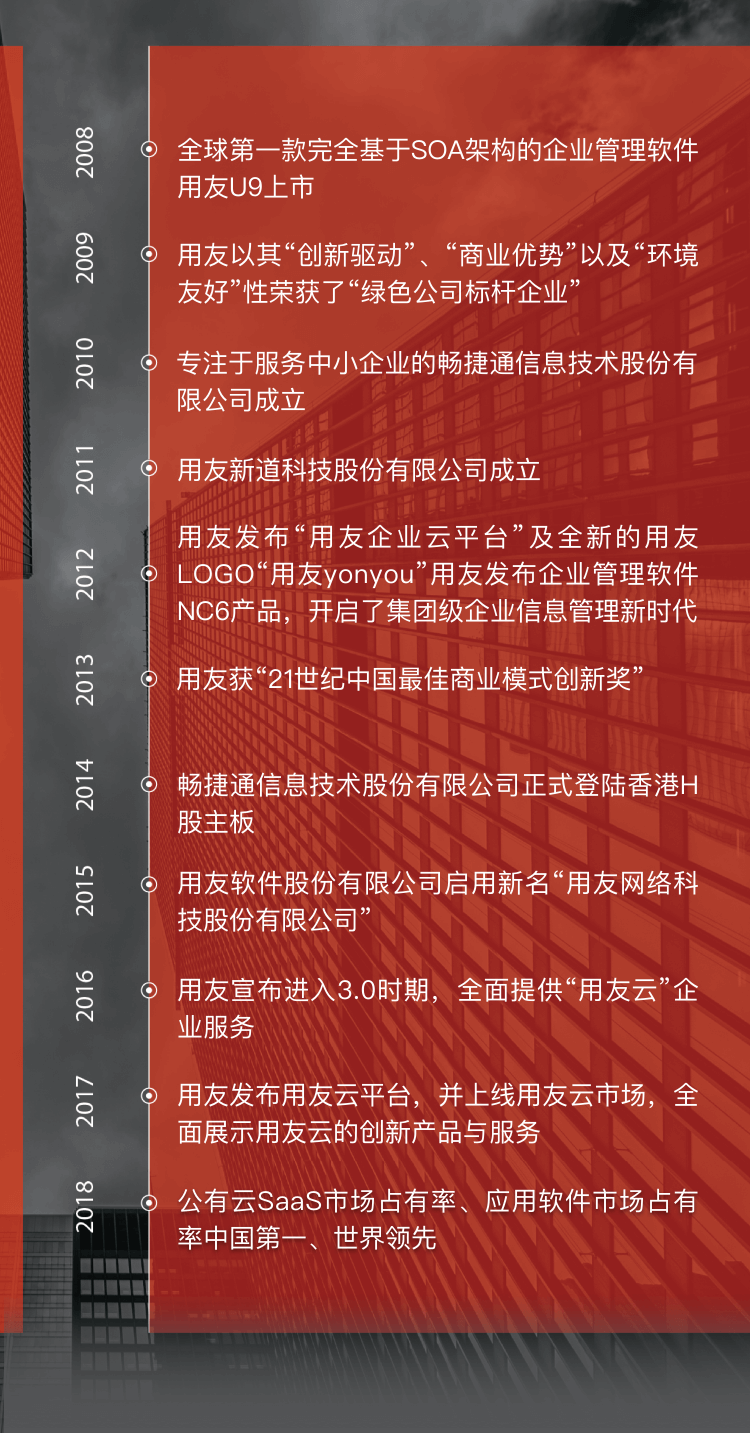 2008
全球第一款完全基于SOA架构的企业管理软件
用友U9上市
2009
用友以其“创新驱动”、“商业优势”以及“环境
友好”性荣获了“绿色公司标杆企业”
2010
专注于服务中小企业的畅捷通信息技术股份有
限公司成立
2011
用友新道科技股份有限公司成立
2012
用友发布“用友企业云平台”及全新的用友
LOGO“用友yonyou”用友发布企业管理软件
NC6产品，开启了集团级企业信息管理新时代
2013
用友获“21世纪中国最佳商业模式创新奖”
2014
畅捷通信息技术股份有限公司正式登陆香港H
股主板
2015
用友软件股份有限公司启用新名“用友网络科
技股份有限公司”
2016
用友宣布进入3.0时期，全面提供“用友云”企
业服务
2017
用友发布用友云平台，并上线用友云市场，全
面展示用友云的创新产品与服务
2018
公有云SaaS市场占有率、应用软件市场占有
率中国第一、世界领先